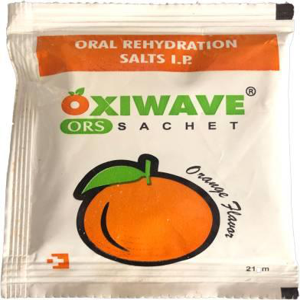 ORAL REHYDRATION
SALTS I.P.
OXIWAVE®
ORS SACHET
Orange Flavor
21 m